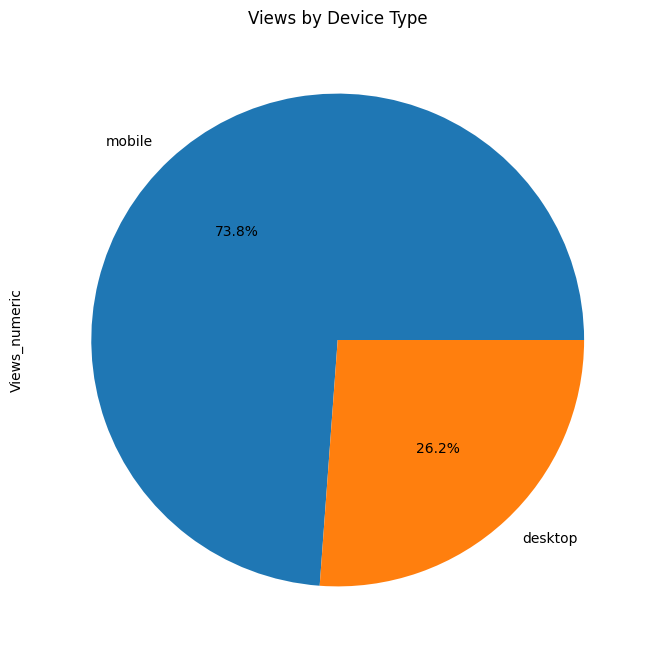 Views by Device Type
mobile
73.8%
Views_numeric
26.2%
desktop